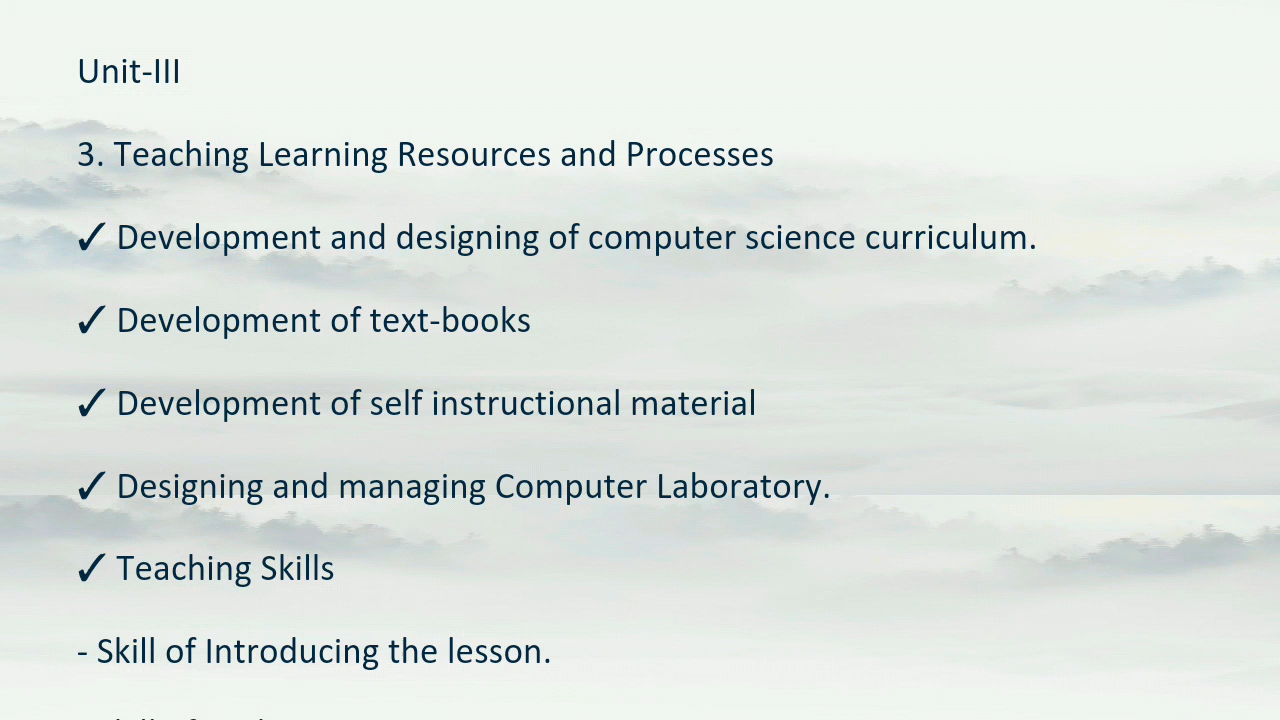 Unit-III
3. Teaching Learning Resources and Processes
✓ Development and designing of computer science curriculum.
✓ Development of text-books
✓ Development of self instructional material
✓ Designing and managing Computer Laboratory.
✓ Teaching Skills
- Skill of Introducing the lesson.